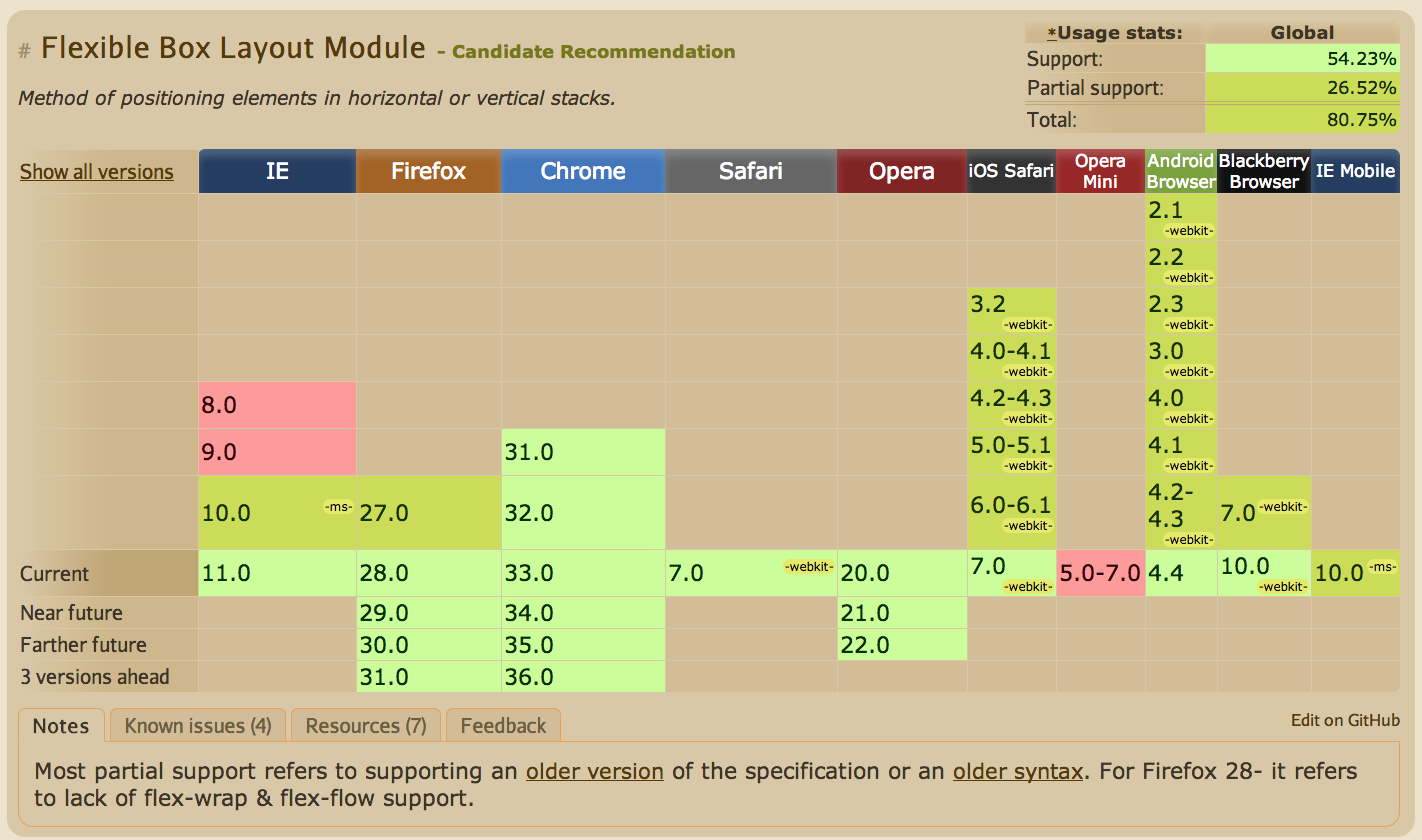 # Flexible Box Layout Module - Candidate Recommendation
*Usage stats: Global
Support: 54.23%
Method of positioning elements in horizontal or vertical stacks.
Partial support: 26.52%
Total: 80.75%
Show all versions IE Firefox Chrome Safari Opera iOS Safari Opera Mini Android Browser Blackberry Browser IE Mobile
2.1 -webkit-
2.2 -webkit-
3.2 -webkit- 2.3 -webkit-
4.0-4.1 -webkit- 3.0 -webkit-
8.0 4.2-4.3 -webkit- 4.0 -webkit-
9.0 31.0 5.0-5.1 -webkit- 4.1 -webkit-
10.0 -ms- 27.0 32.0 6.0-6.1 -webkit- 4.2-4.3 -webkit- 7.0 -webkit-
Current 11.0 28.0 33.0 7.0 -webkit- 20.0 7.0 -webkit- 5.0-7.0 4.4 10.0 -webkit- 10.0 -ms-
Near future 29.0 34.0 21.0
Farther future 30.0 35.0 22.0
3 versions ahead 31.0 36.0
Notes Known issues (4) Resources (7) Feedback Edit on GitHub
Most partial support refers to supporting an older version of the specification or an older syntax. For Firefox 28- it refers
to lack of flex-wrap & flex-flow support.